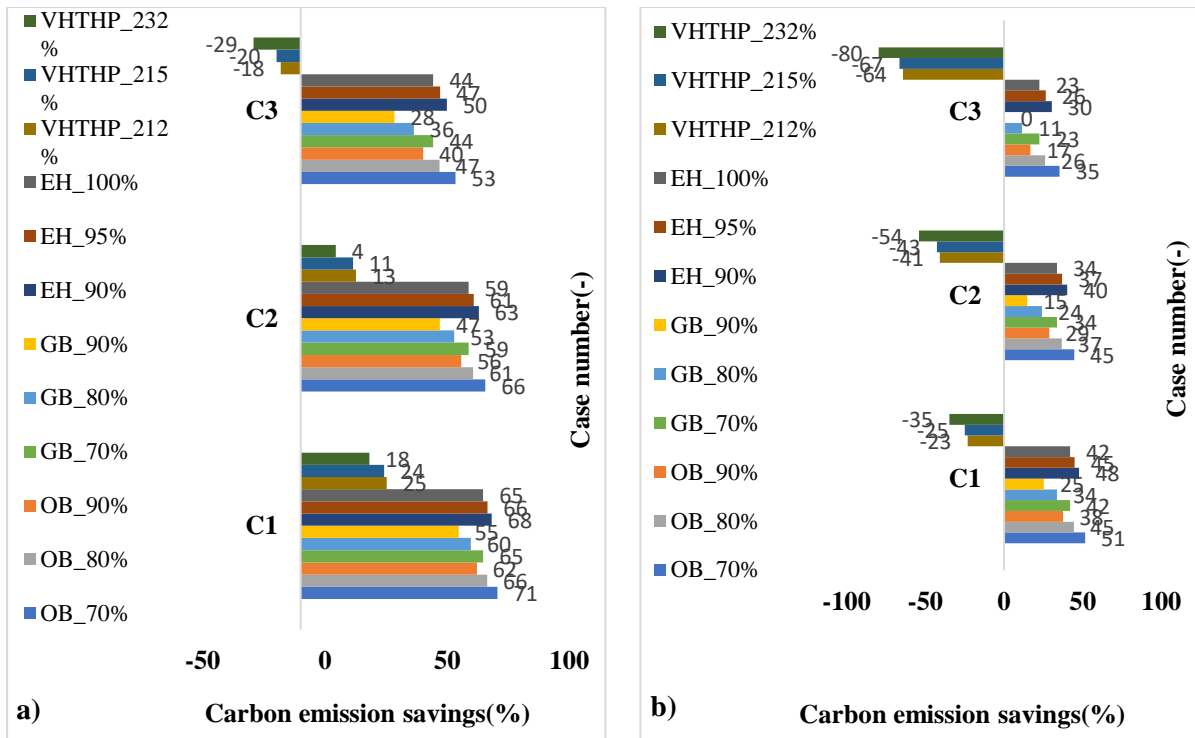 VHTHP_232
%
VHTHP_215
%
VHTHP_212
%
EH_100%
EH_95%
EH_90%
GB_90%
GB_80%
GB_70%
OB_90%
OB_80%
OB_70%
-29
-20
-18
44
47
50
28
36
44
40
47
53
C3
4
11
13
59
61
63
47
53
59
56
61
66
C2
18
24
25
65
66
68
55
60
65
62
66
71
C1
Case number(-)
-50
0
50
100
a)
Carbon emission savings(%)
VHTHP_232%
VHTHP_215%
VHTHP_212%
EH_100%
EH_95%
EH_90%
GB_90%
GB_80%
GB_70%
OB_90%
OB_80%
OB_70%
-80
-67
-64
23
26
30
0
11
23
17
26
35
C3
-54
-43
-41
34
37
40
15
24
34
29
37
45
C2
-35
-25
-23
42
45
48
25
34
42
38
45
51
C1
Case number(-)
-100
-50
0
50
100
b)
Carbon emission savings(%)